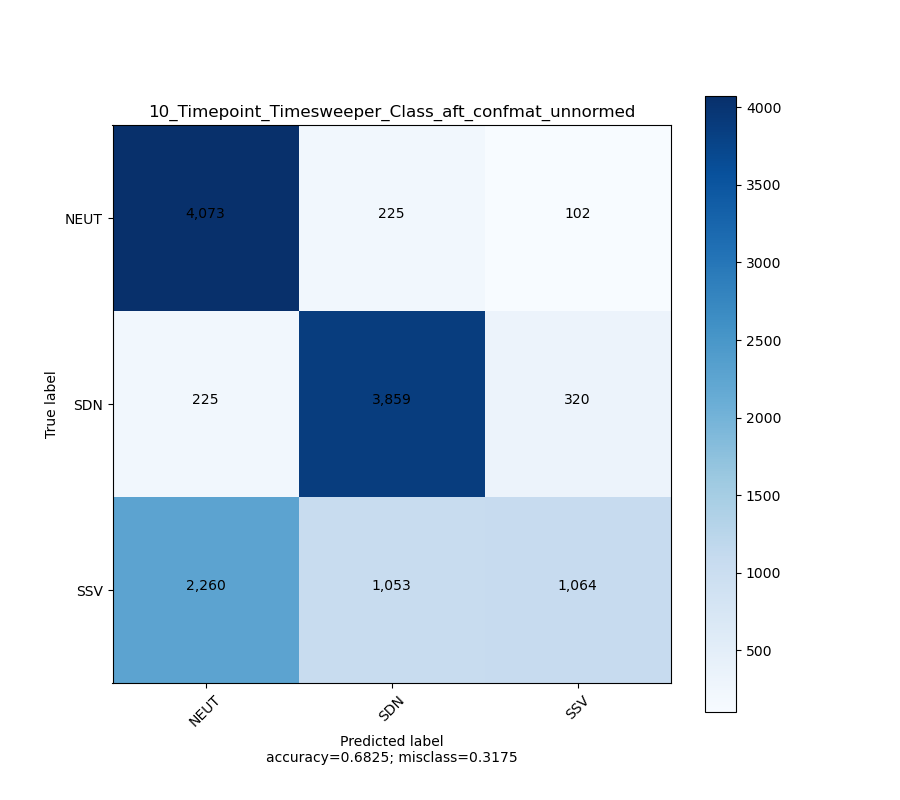 10_Timepoint_Timesweeper_Class_aft_confmat_unnormed
4000
3500
3000
2500
2000
1500
1000
500
True label
NEUT 4,073 225 102
SDN 225 3,859 320
SSV 2,260 1,053 1,064
NEUT SDN SSV
Predicted label
accuracy=0.6825; misclass=0.3175